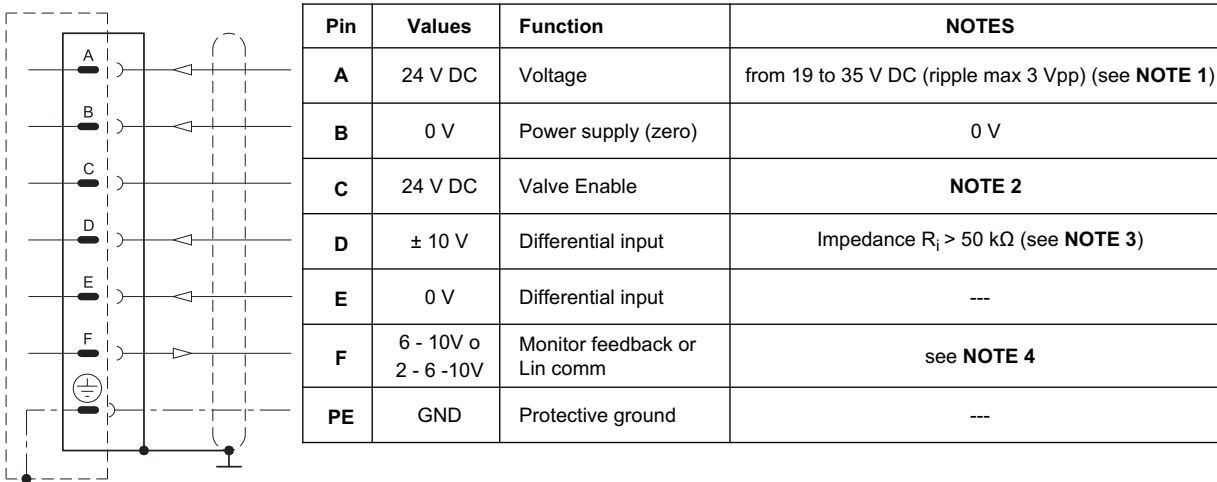 A
B
C
D
E
F
Pin Values Function NOTES
A 24 V DC Voltage from 19 to 35 V DC (ripple max 3 Vpp) (see NOTE 1)
B 0 V Power supply (zero) 0 V
C 24 V DC Valve Enable NOTE 2
D ± 10 V Differential input Impedance Ri > 50 kΩ (see NOTE 3)
E 0 V Differential input ---
F 6 - 10V o Monitor feedback or see NOTE 4
2 - 6 -10V Lin comm
PE GND Protective ground ---